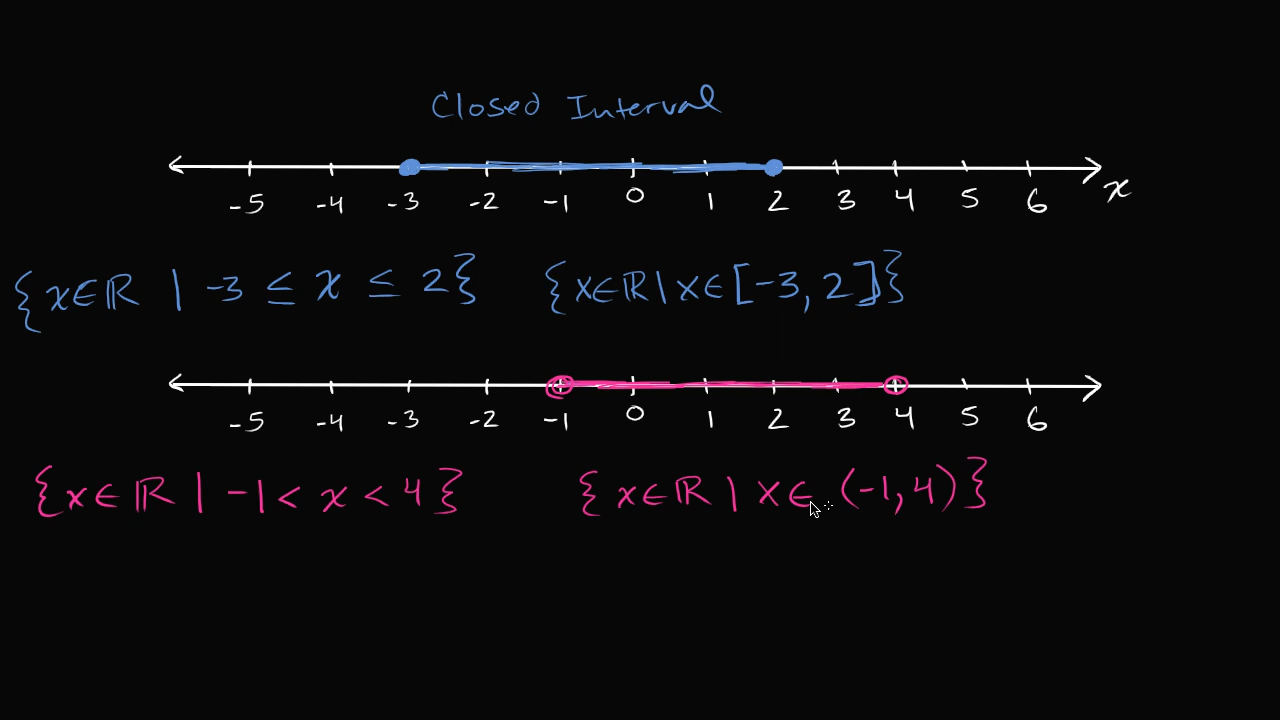 Closed Interval
-5 -4 -3 -2 -1 0 1 2 3 4 5 6 x
{x∈ℝ | -3 ≤ x ≤ 2} {x∈ℝ | x∈[-3, 2]}
-5 -4 -3 -2 -1 0 1 2 3 4 5 6
{x∈ℝ | -1 < x < 4} {x∈ℝ | x∈(-1, 4)}